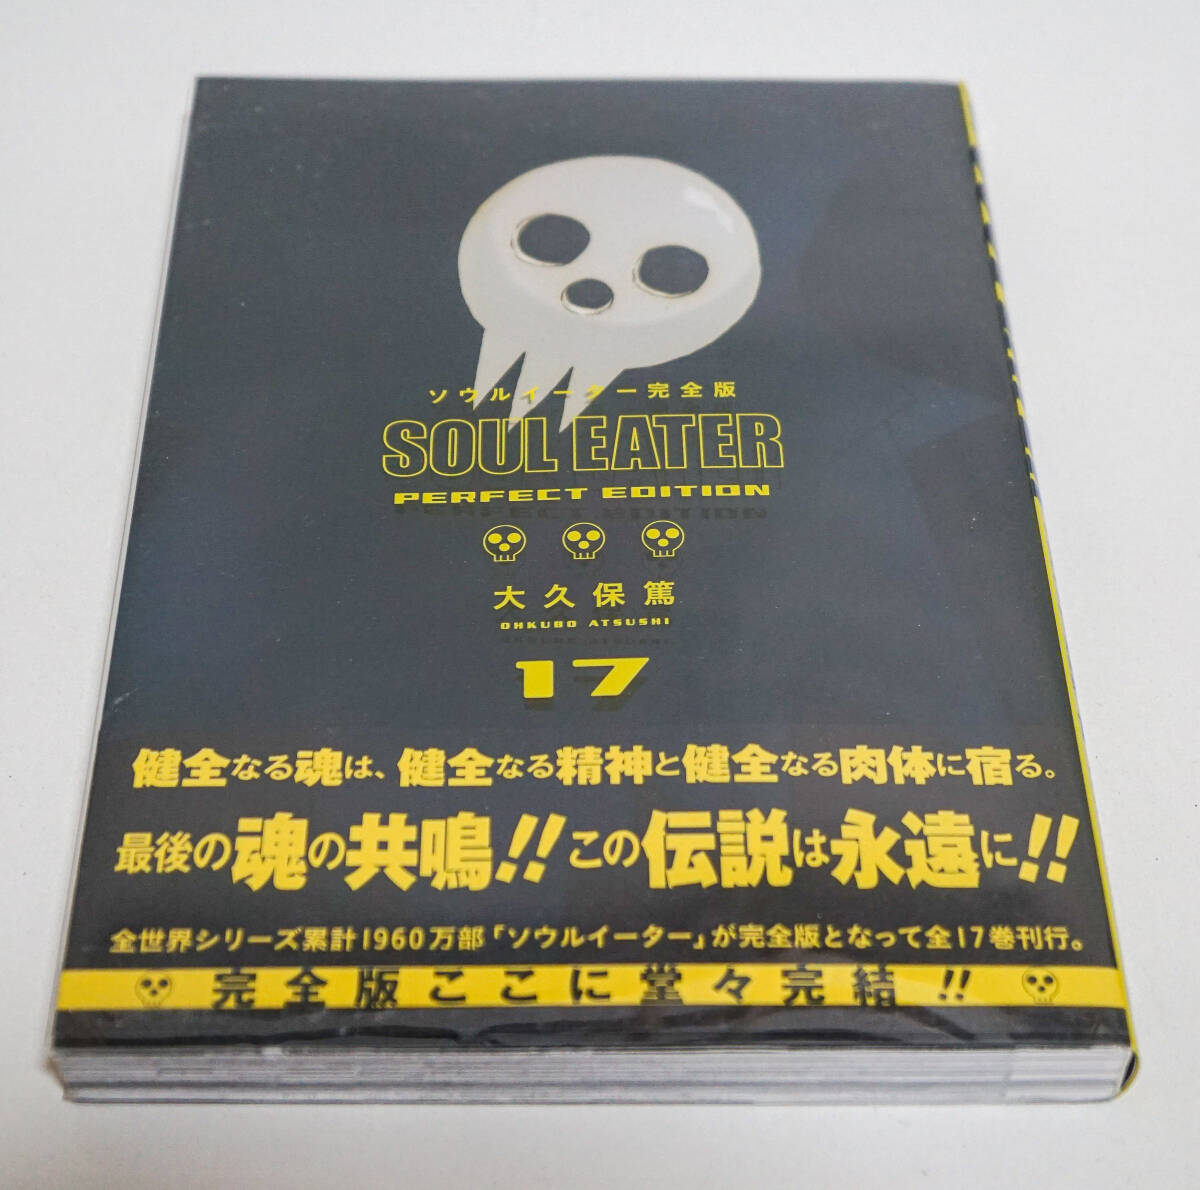 ソウルイーター完全版
SOUL EATER
PERFECT EDITION
大久保篤
OHKUBO ATSUSHI
17
健全なる魂は、健全なる精神と健全なる肉体に宿る。
最後の魂の共鳴!! この伝説は永遠に!!
全世界シリーズ累計1960万部「ソウルイーター」が完全版となって全17巻刊行。
完全版ここに堂々完結!!